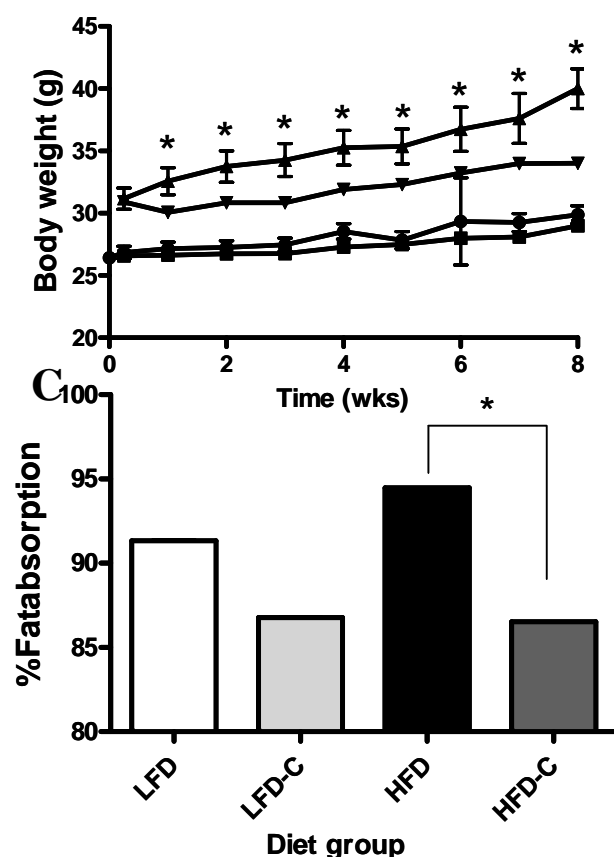 Body weight (g)
40
35
30
25
20
* * * * * * * *
0 2 4 6 8
Time (wks)
C
%Fatabsorption
100
95
90
85
80
*
LFD LFD-C HFD HFD-C
Diet group